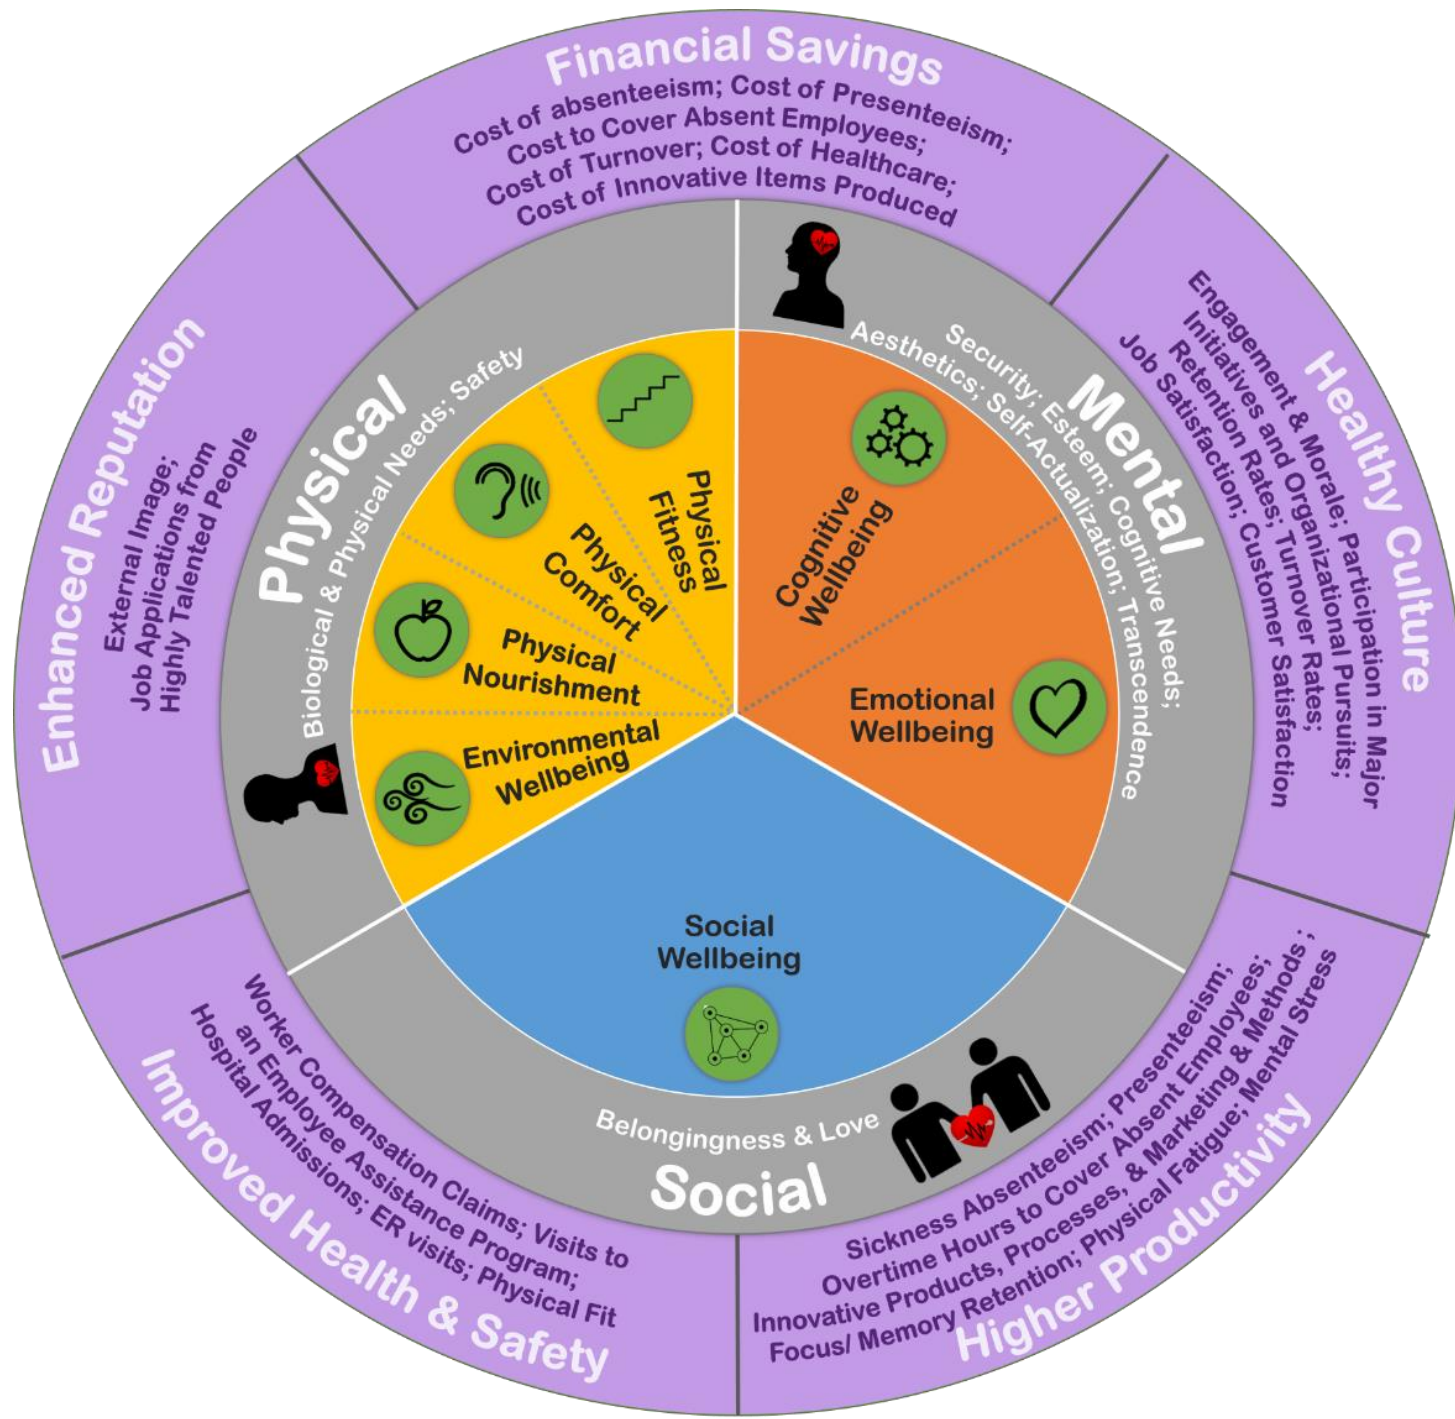 Financial Savings
Cost of absenteeism; Cost of Presenteeism;
Cost to Cover Absent Employees;
Cost of Turnover; Cost of Healthcare;
Cost of Innovative Items Produced
Healthy Culture
Engagement & Morale; Participation in Major
Initiatives and Organizational Pursuits;
Retention Rates; Turnover Rates;
Job Satisfaction; Customer Satisfaction
Sickness Absenteeism; Presenteeism;
Overtime Hours to Cover Absent Employees;
Innovative Products, Processes, & Marketing & Methods ;
Focus/ Memory Retention; Physical Fatigue; Mental Stress
Higher Productivity
Worker Compensation Claims; Visits to
an Employee Assistance Program;
Hospital Admissions; ER visits; Physical Fit
Improved Health & Safety
Enhanced Reputation
External Image;
Job Applications from
Highly Talented People
Physical
Biological & Physical Needs; Safety
Mental
Security; Esteem; Cognitive Needs;
Aesthetics; Self-Actualization; Transcendence
Belongingness & Love
Social
Physical
Fitness
Physical
Comfort
Physical
Nourishment
Environmental
Wellbeing
Cognitive
Wellbeing
Emotional
Wellbeing
Social
Wellbeing